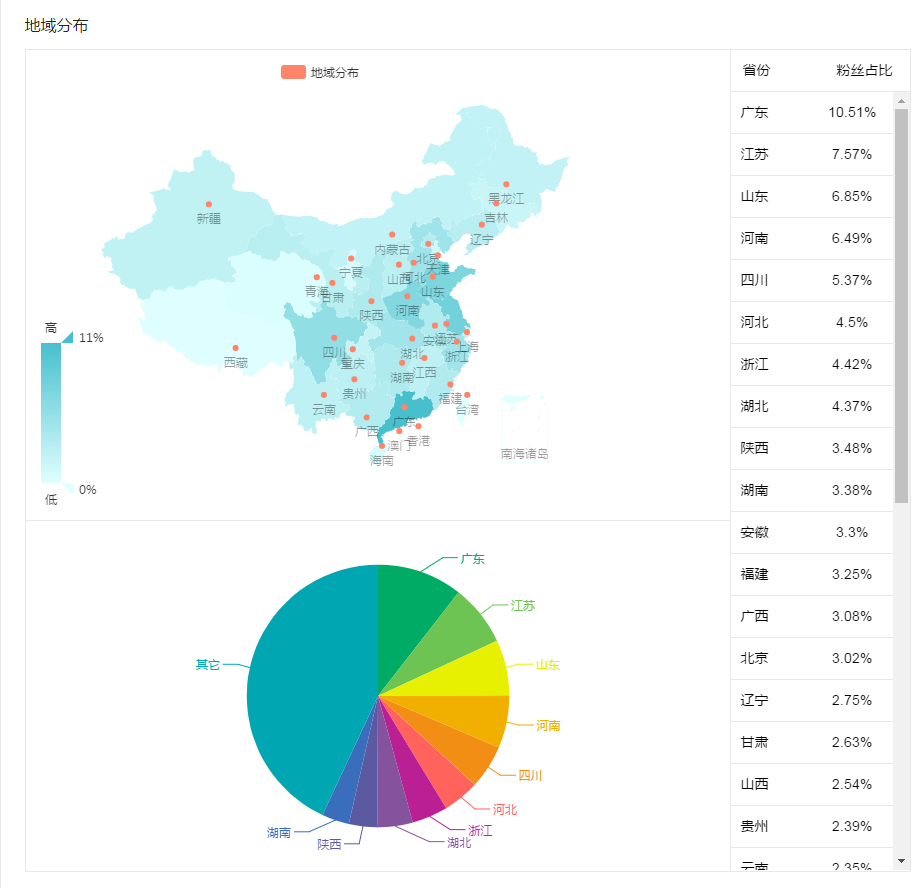 地域分布
地域分布
新疆
黑龙江
吉林
辽宁
内蒙古
北京
天津
宁夏
山西
河北
青海
甘肃
山东
陕西
河南
高
11%
四川
重庆
湖北
安徽
江苏
上海
浙江
西藏
湖南
江西
贵州
福建
云南
台湾
广东
广西
香港
澳门
海南
南海诸岛
0%
低
广东
江苏
其它
山东
河南
四川
河北
浙江
湖南
湖北
陕西
省份 粉丝占比
广东 10.51%
江苏 7.57%
山东 6.85%
河南 6.49%
四川 5.37%
河北 4.5%
浙江 4.42%
湖北 4.37%
陕西 3.48%
湖南 3.38%
安徽 3.3%
福建 3.25%
广西 3.08%
北京 3.02%
辽宁 2.75%
甘肃 2.63%
山西 2.54%
贵州 2.39%
云南 2.35%